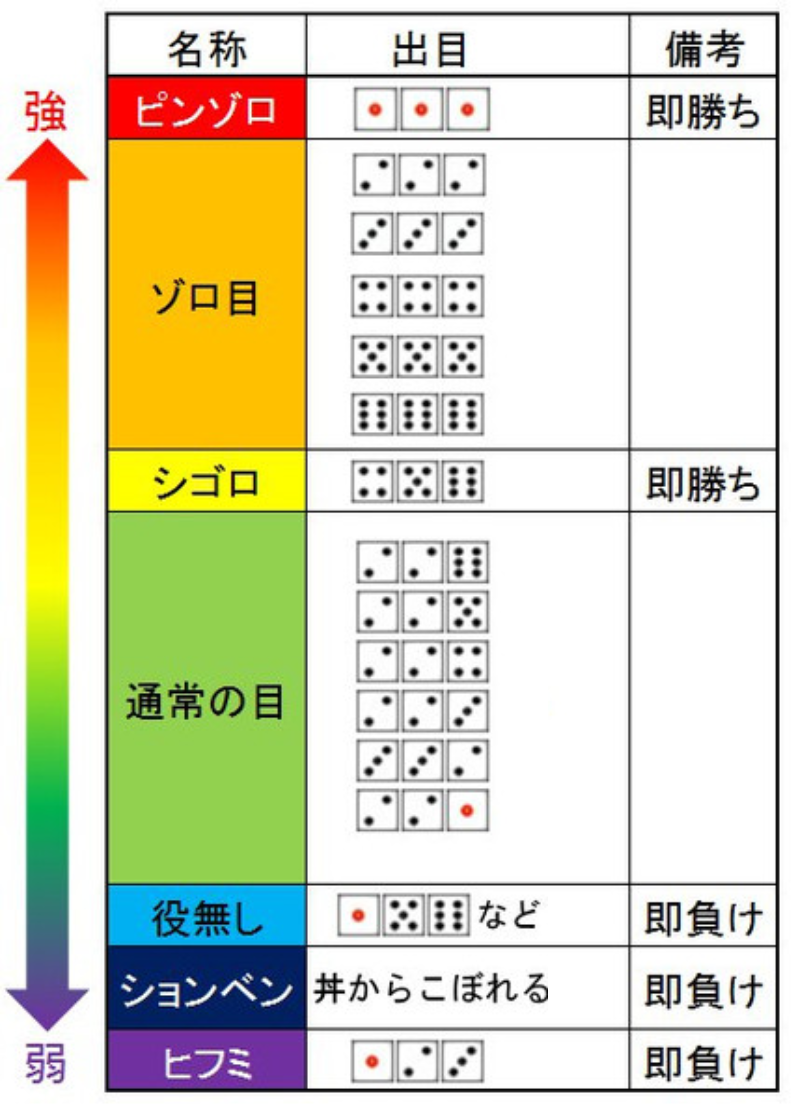 名称 出目 備考
強
ピンゾロ 即勝ち
ゾロ目
シゴロ 即勝ち
通常の目
役無し など 即負け
ションベン 丼からこぼれる 即負け
弱
ヒフミ 即負け